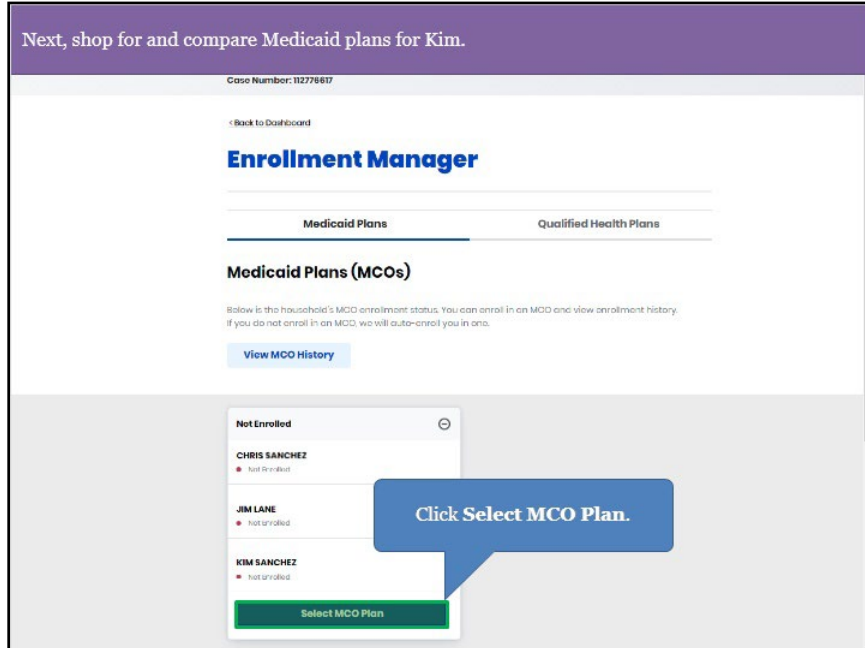 Next, shop for and compare Medicaid plans for Kim.
Case Number: 112776617
< Back to Dashboard
Enrollment Manager
Medicaid Plans Qualified Health Plans
Medicaid Plans (MCOs)
Below is the household's MCO enrollment status. You can enroll in an MCO and view enrollment history.
If you do not enroll in an MCO, we will auto-enroll you in one.
View MCO History
Not Enrolled
CHRIS SANCHEZ
Not Enrolled
JIM LANE
Not Enrolled
Click Select MCO Plan.
KIM SANCHEZ
Not Enrolled
Select MCO Plan